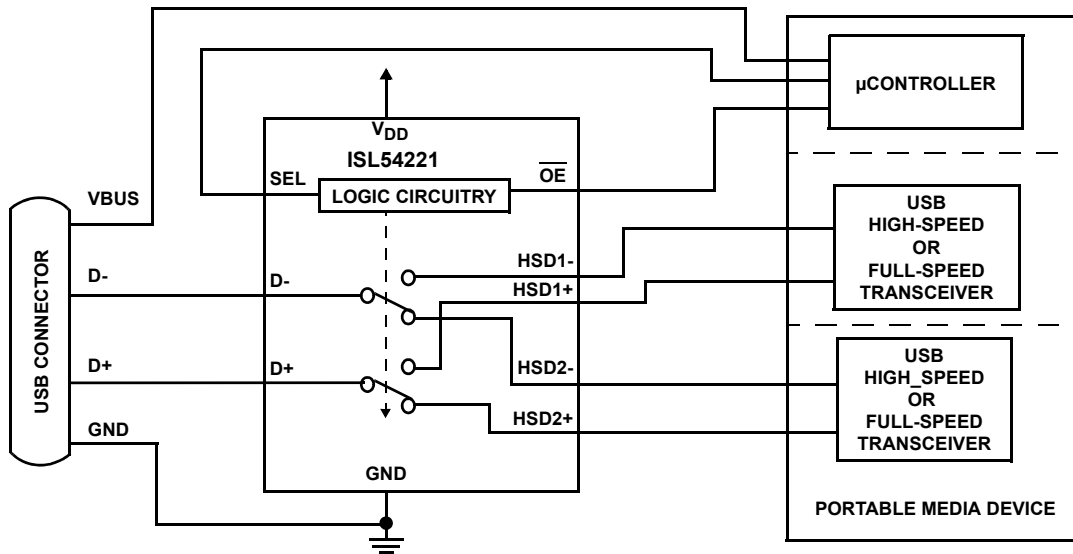 µCONTROLLER
VDD
ISL54221
SEL
OE
LOGIC CIRCUITRY
VBUS
USB CONNECTOR
D-
D-
D+
D+
GND
HSD1-
HSD1+
HSD2-
HSD2+
USB
HIGH-SPEED
OR
FULL-SPEED
TRANSCEIVER
USB
HIGH_SPEED
OR
FULL-SPEED
TRANSCEIVER
GND
PORTABLE MEDIA DEVICE